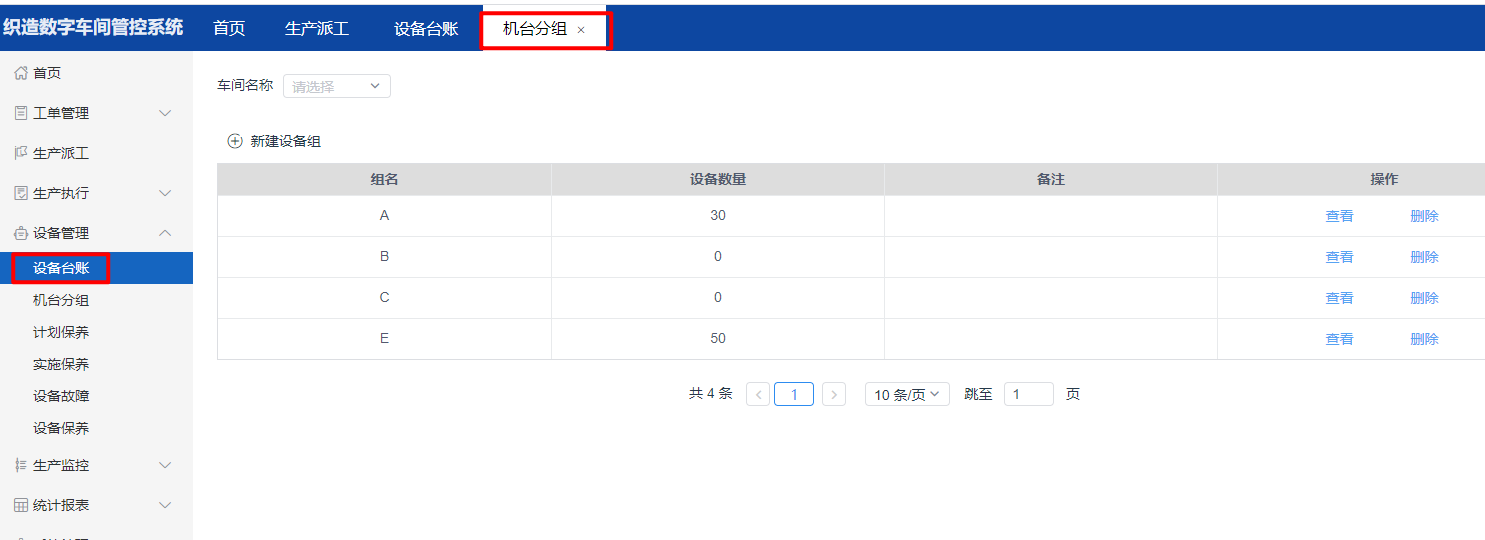 织造数字车间管控系统 首页 生产派工 设备台账 机台分组 ×
首页
工单管理
生产派工
生产执行
设备管理
设备台账
机台分组
计划保养
实施保养
设备故障
设备保养
生产监控
统计报表
车间名称 请选择
新建设备组
组名 设备数量 备注 操作
A 30 查看 删除
B 0 查看 删除
C 0 查看 删除
E 50 查看 删除
共 4 条 < 1 > 10 条/页 跳至 1 页